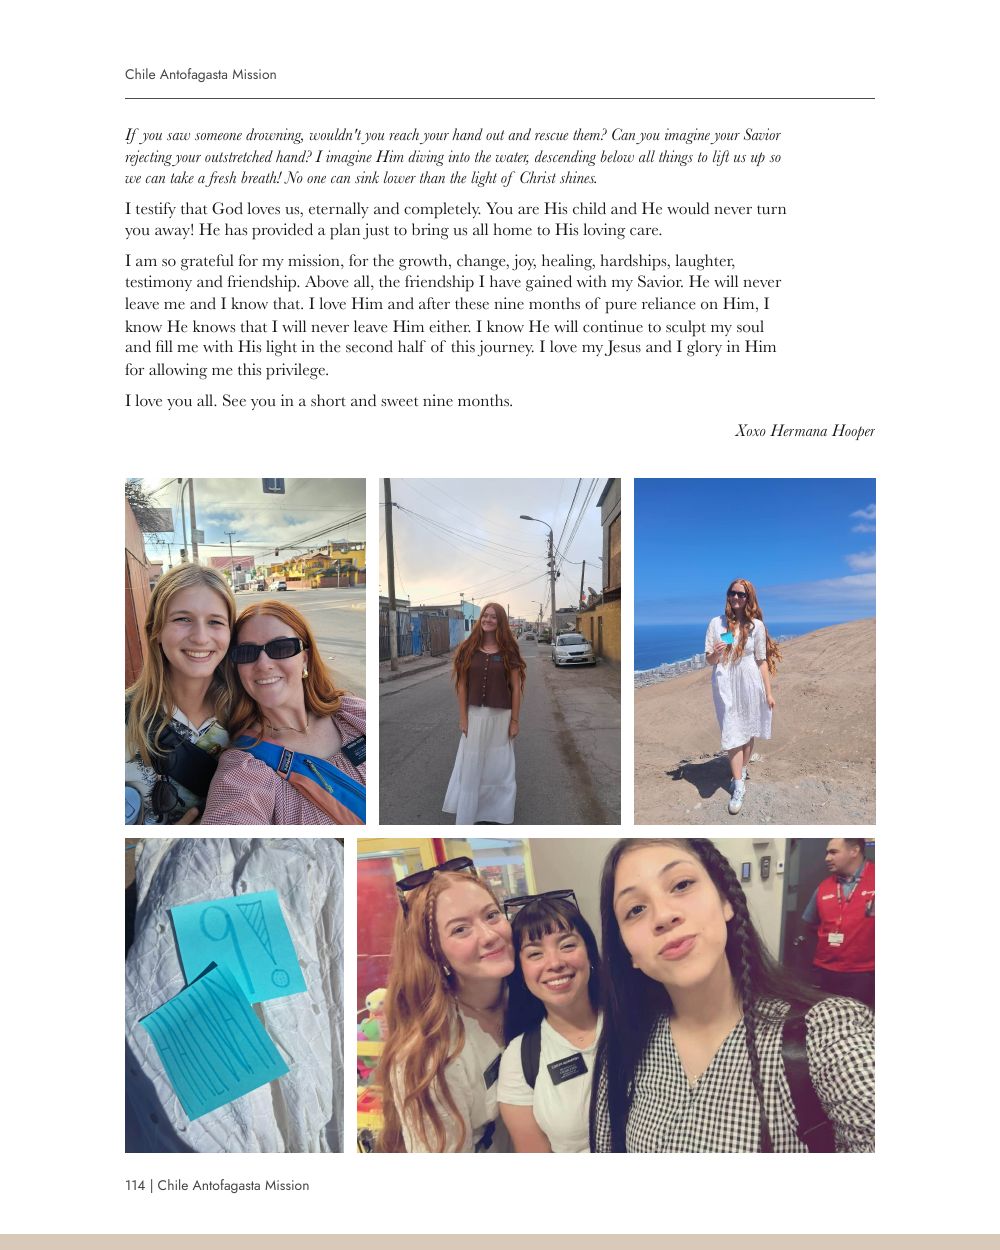 Chile Antofagasta Mission
If you saw someone drowning, wouldn't you reach your hand out and rescue them? Can you imagine your Savior
rejecting your outstretched hand? I imagine Him diving into the water, descending below all things to lift us up so
we can take a fresh breath! No one can sink lower than the light of Christ shines.
I testify that God loves us, eternally and completely. You are His child and He would never turn
you away! He has provided a plan just to bring us all home to His loving care.
I am so grateful for my mission, for the growth, change, joy, healing, hardships, laughter,
testimony and friendship. Above all, the friendship I have gained with my Savior. He will never
leave me and I know that. I love Him and after these nine months of pure reliance on Him, I
know He knows that I will never leave Him either. I know He will continue to sculpt my soul
and fill me with His light in the second half of this journey. I love my Jesus and I glory in Him
for allowing me this privilege.
I love you all. See you in a short and sweet nine months.
Xoxo Hermana Hooper
9!
HALFWAY
114 | Chile Antofagasta Mission